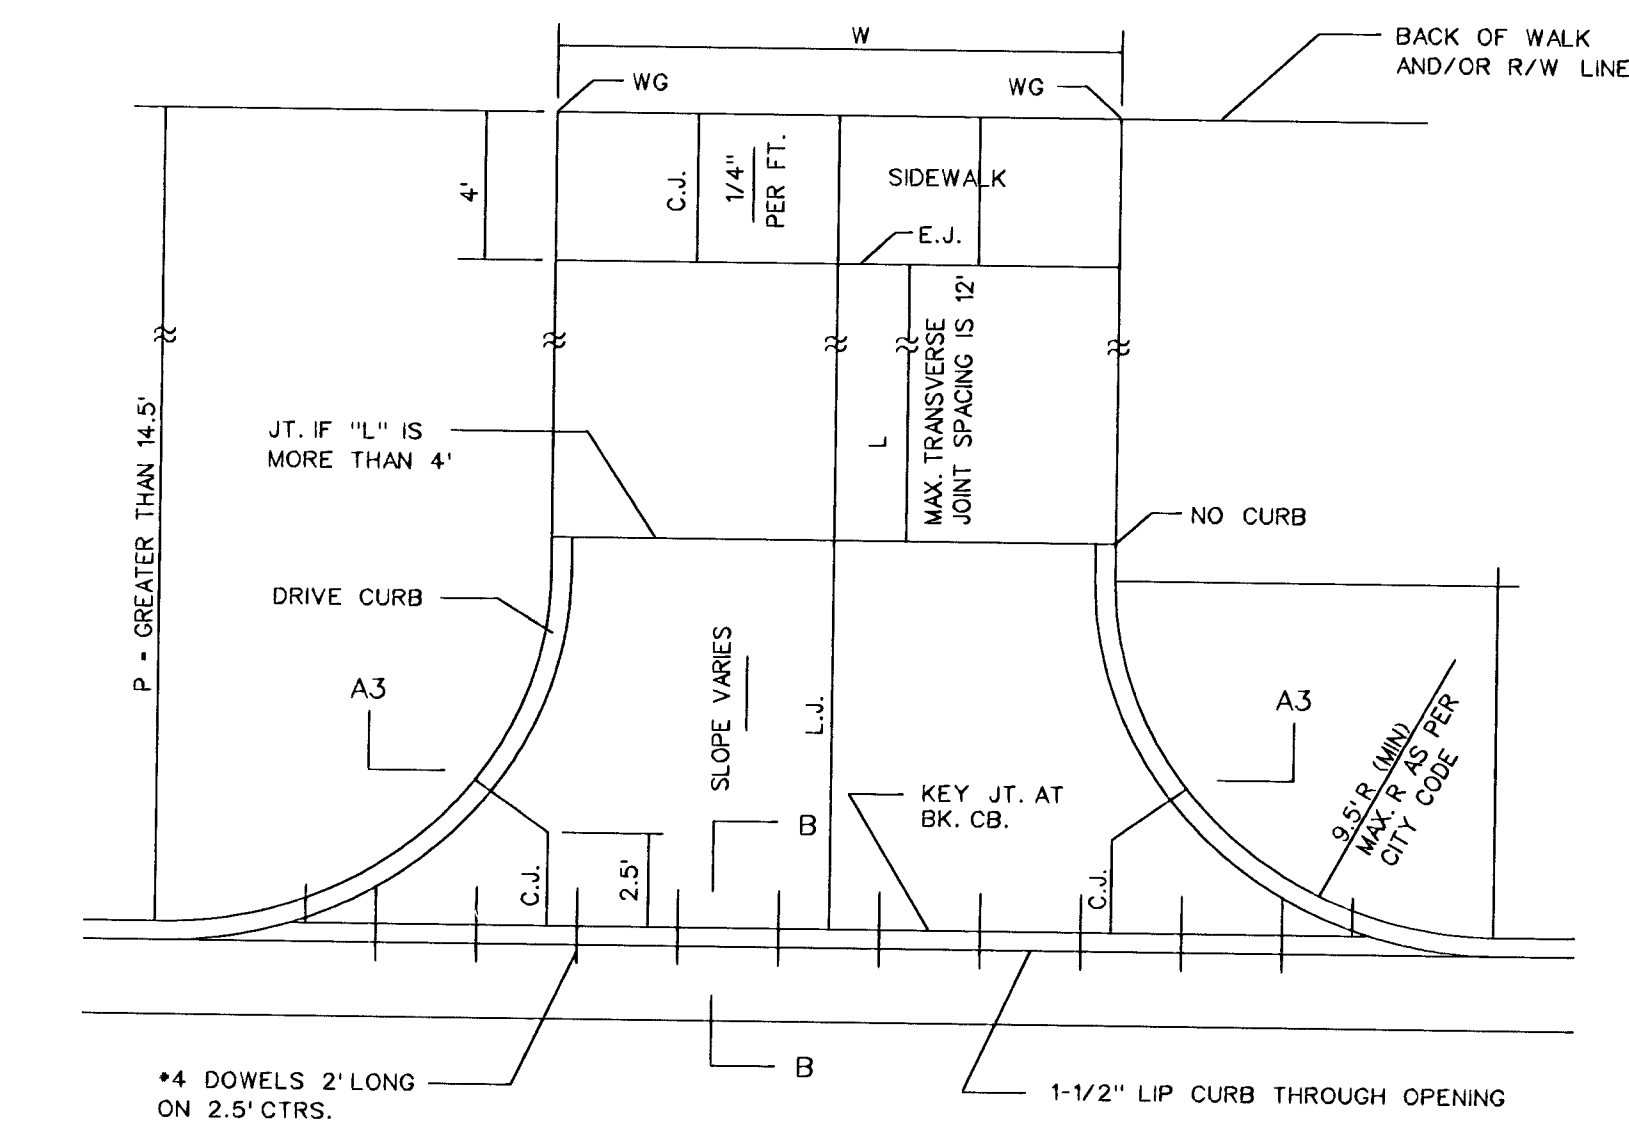 W
BACK OF WALK
AND/OR R/W LINE
WG
WG
4'
C.J.
1/4"
PER FT.
SIDEWALK
E.J.
P - GREATER THAN 14.5'
JT. IF "L" IS
MORE THAN 4'
L
MAX. TRANSVERSE
JOINT SPACING IS 12'
NO CURB
DRIVE CURB
SLOPE VARIES
A3
A3
L.J.
9.5' R (MIN)
MAX. R AS PER
CITY CODE
KEY JT. AT
BK. CB.
B
C.J.
2.5'
C.J.
B
•4 DOWELS 2' LONG
ON 2.5' CTRS.
1-1/2" LIP CURB THROUGH OPENING